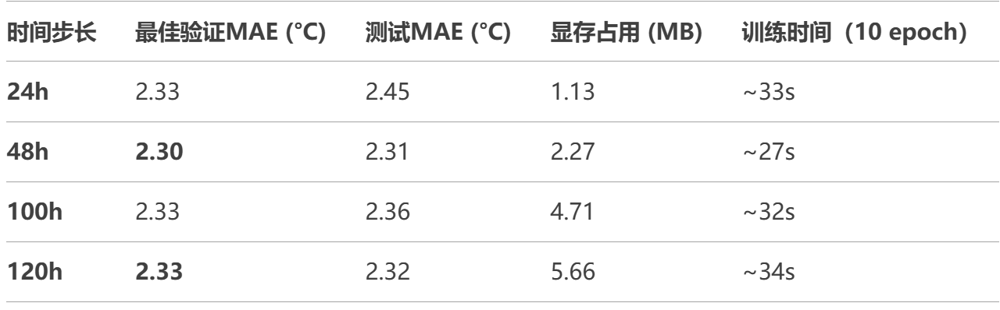 时间步长 最佳验证MAE (°C) 测试MAE (°C) 显存占用 (MB) 训练时间（10 epoch）
24h 2.33 2.45 1.13 ~33s
48h 2.30 2.31 2.27 ~27s
100h 2.33 2.36 4.71 ~32s
120h 2.33 2.32 5.66 ~34s